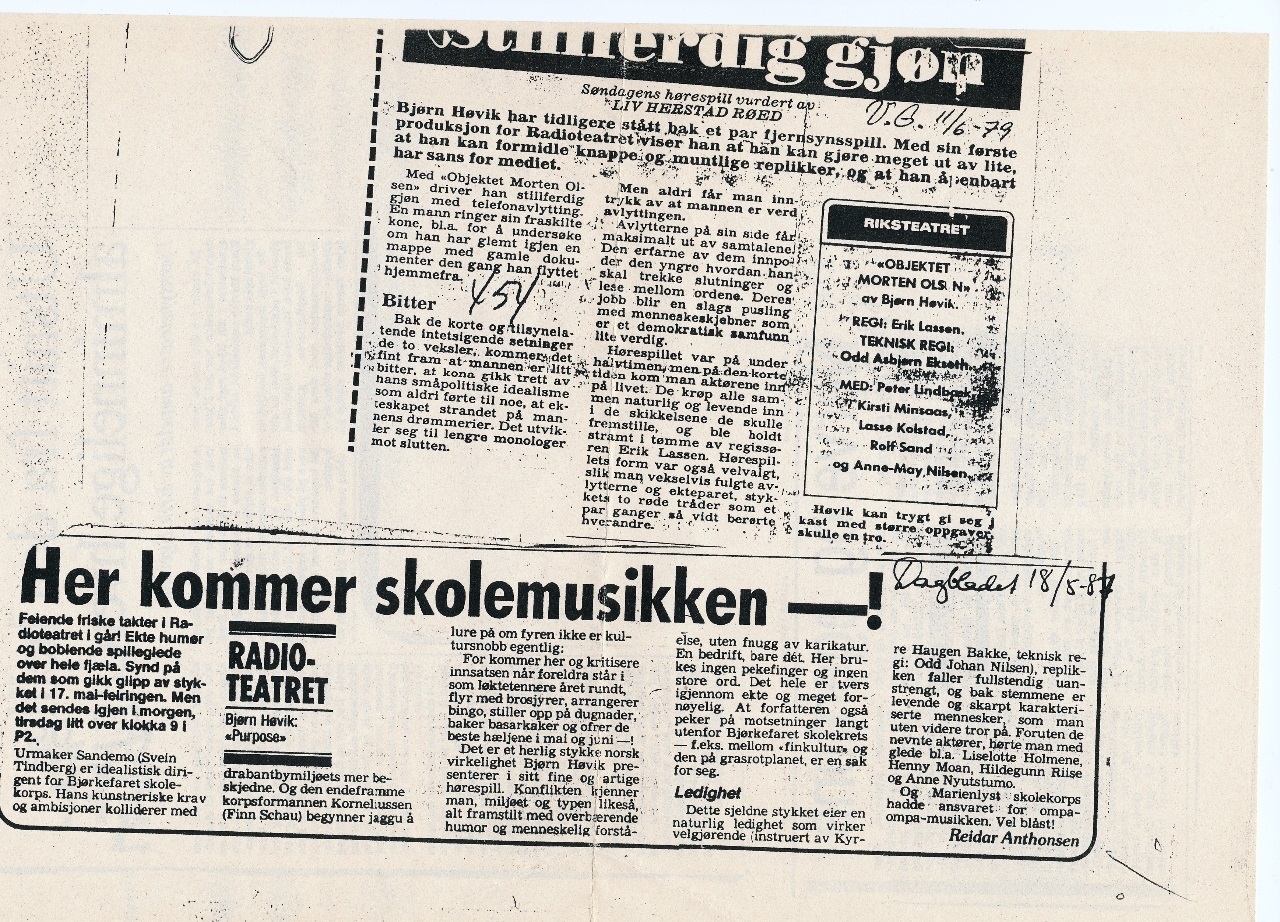 stillferdig gjøn
Søndagens hørespill vurdert av
LIV HERSTAD RØED
V.G. 11/6-79
Bjørn Høvik har tidligere stått bak et par fjernsynsspill. Med sin første
produksjon for Radioteatret viser han at han kan gjøre meget ut av lite,
at han kan formidle knappe og muntlige replikker, og at han åpenbart
har sans for mediet.
Med «Objektet Morten Ol-
sen» driver han stillferdig
gjøn med telefonavlytting.
En mann ringer sin fraskilte
kone, bl.a. for å undersøke
om han har glemt igjen en
mappe med gamle doku-
menter den gang han flyttet
hjemmefra.
454
Bitter
Bak de korte og tilsynela-
tende intetsigende setninger
de to veksler, kommer det
fint fram at mannen er litt
bitter, at kona gikk trett av
hans småpolitiske idealisme
som aldri førte til noe, at ek-
teskapet strandet på man-
nens drømmerier. Det utvik-
ler seg til lengre monologer
mot slutten.
Men aldri får man inn-
trykk av at mannen er verd
avlyttingen.
Avlytterne på sin side får
maksimalt ut av samtalene.
Den erfarne av dem innpo-
der den yngre hvordan han
skal trekke slutninger og
lese mellom ordene. Deres
jobb blir en slags pusling
med menneskeskjebner som
er et demokratisk samfunn
lite verdig.
Hørespillet var på under
halvtimen, men på den korte
tiden kom man aktørene inn
på livet. De krøp alle sam-
men naturlig og levende inn
i de skikkelsene de skulle
fremstille, og ble holdt
stramt i tømme av regissø-
ren Erik Lassen. Hørespil-
lets form var også velvalgt,
slik man vekselvis fulgte av-
lytterne og ekteparet, styk-
kets to røde tråder som et
par ganger så vidt berørte
hverandre.
RIKSTEATRET
«OBJEKTET
MORTEN OLS N»
av Bjørn Høvik.
REGI: Erik Lassen.
TEKNISK REGI:
Odd Asbjørn Ekseth.
MED: Peter Lindbæk,
Kirsti Minsaas,
Lasse Kolstad,
Rolf Sand
og Anne-May Nilsen.
Høvik kan trygt gi seg i
kast med større oppgaver,
skulle en tro.
Her kommer skolemusikken —!
Dagbladet 18/5-87
Feiende friske takter i Ra-
dioteatret i går! Ekte humør
og boblende spilleglede
over hele fjæla. Synd på
dem som gikk glipp av styk-
ket i 17. mai-feiringen. Men
det sendes igjen i morgen,
tirsdag litt over klokka 9 i
P2.
Urmaker Sandemo (Svein
Tindberg) er idealistisk diri-
gent for Bjørkefaret skole-
korps. Hans kunstneriske krav
og ambisjoner kolliderer med
RADIO-
TEATRET
Bjørn Høvik:
«Purpose»
drabantbymiljøets mer be-
skjedne. Og den endeframe
korpsformannen Korneliussen
(Finn Schau) begynner jaggu å
lure på om fyren ikke er kul-
tursnobb egentlig:
For kommer her og kritisere
innsatsen når foreldra står i
som løktetennere året rundt,
flyr med brosjyrer, arrangerer
bingo, stiller opp på dugnader,
baker basarkaker og ofrer de
beste hæljene i mai og juni —!
Det er et herlig stykke norsk
virkelighet Bjørn Høvik pre-
senterer i sitt fine og artige
hørespill. Konflikten kjenner
man, miljøet og typen likeså,
alt framstilt med overbærende
humor og menneskelig forstå-
else, uten fnugg av karikatur.
En bedrift, bare dét. Her bru-
kes ingen pekefinger og ingen
store ord. Det hele er tvers
igjennom ekte og meget for-
nøyelig. At forfatteren også
peker på motsetninger langt
utenfor Bjørkefaret skolekrets
— f.eks. mellom «finkultur» og
den på grasrotplanet, er en sak
for seg.
Ledighet
Dette sjeldne stykket eier en
naturlig ledighet som virker
velgjørende (instruert av Kyr-
re Haugen Bakke, teknisk re-
gi: Odd Johan Nilsen), replik-
ken faller fullstendig uan-
strengt, og bak stemmene er
levende og skarpt karakteri-
serte mennesker, som man
uten videre tror på. Foruten de
nevnte aktører, hørte man med
glede bl.a. Liselotte Holmene,
Henny Moan, Hildegunn Riise
og Anne Nyutstumo.
Og Marienlyst skolekorps
hadde ansvaret for ompa-
ompa-musikken. Vel blåst!
Reidar Anthonsen